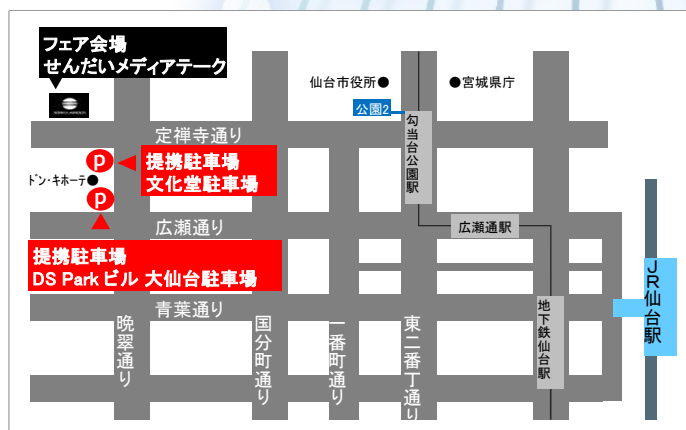 フェア会場
せんだいメディアテーク
仙台市役所●
●宮城県庁
公園2
勾当台公園駅
定禅寺通り
P
提携駐車場
文化堂駐車場
ドン・キホーテ●
P
広瀬通り
広瀬通駅
提携駐車場
DS Parkビル 大仙台駐車場
JR仙台駅
青葉通り
地下鉄仙台駅
晩翠通り
国分町通り
一番町通り
東二番丁通り